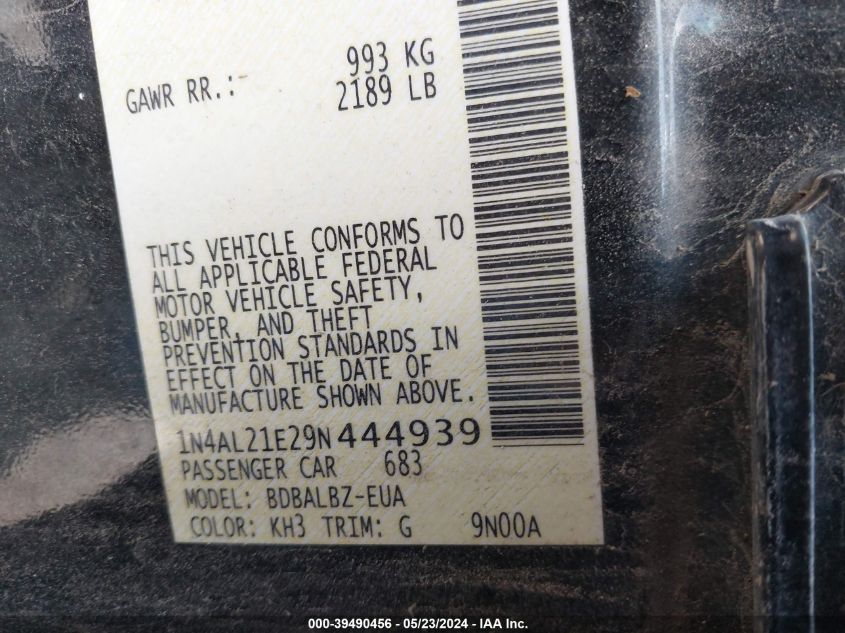 993 KG
GAWR RR.: 2189 LB
THIS VEHICLE CONFORMS TO
ALL APPLICABLE FEDERAL
MOTOR VEHICLE SAFETY,
BUMPER, AND THEFT
PREVENTION STANDARDS IN
EFFECT ON THE DATE OF
MANUFACTURE SHOWN ABOVE.
1N4AL21E29N444939
PASSENGER CAR 683
MODEL: BDBALBZ-EUA
COLOR: KH3 TRIM: G 9N00A
000-39490456 - 05/23/2024 - IAA Inc.